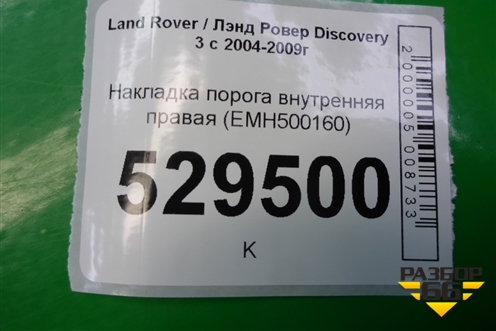 Land Rover / Лэнд Ровер Discovery
3 с 2004-2009г
Накладка порога внутренняя
правая (EMH500160)
529500
К
2000005008733
РАЗБОР
66